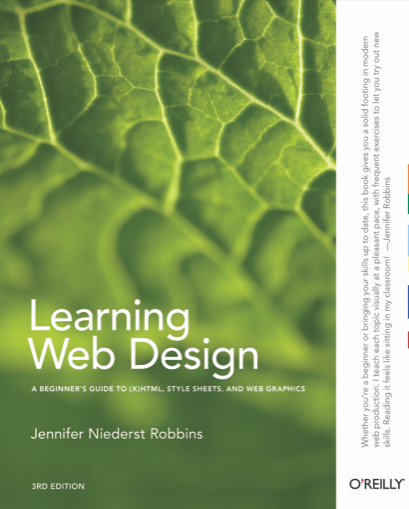 Learning
Web Design
A BEGINNER'S GUIDE TO (X)HTML, STYLE SHEETS, AND WEB GRAPHICS
Jennifer Niederst Robbins
3RD EDITION
Whether you're a beginner or bringing your skills up to date, this book gives you a solid footing in modern
web production. I teach each topic visually at a pleasant pace, with frequent exercises to let you try out new
skills. Reading it feels like sitting in my classroom! —Jennifer Robbins
O'REILLY